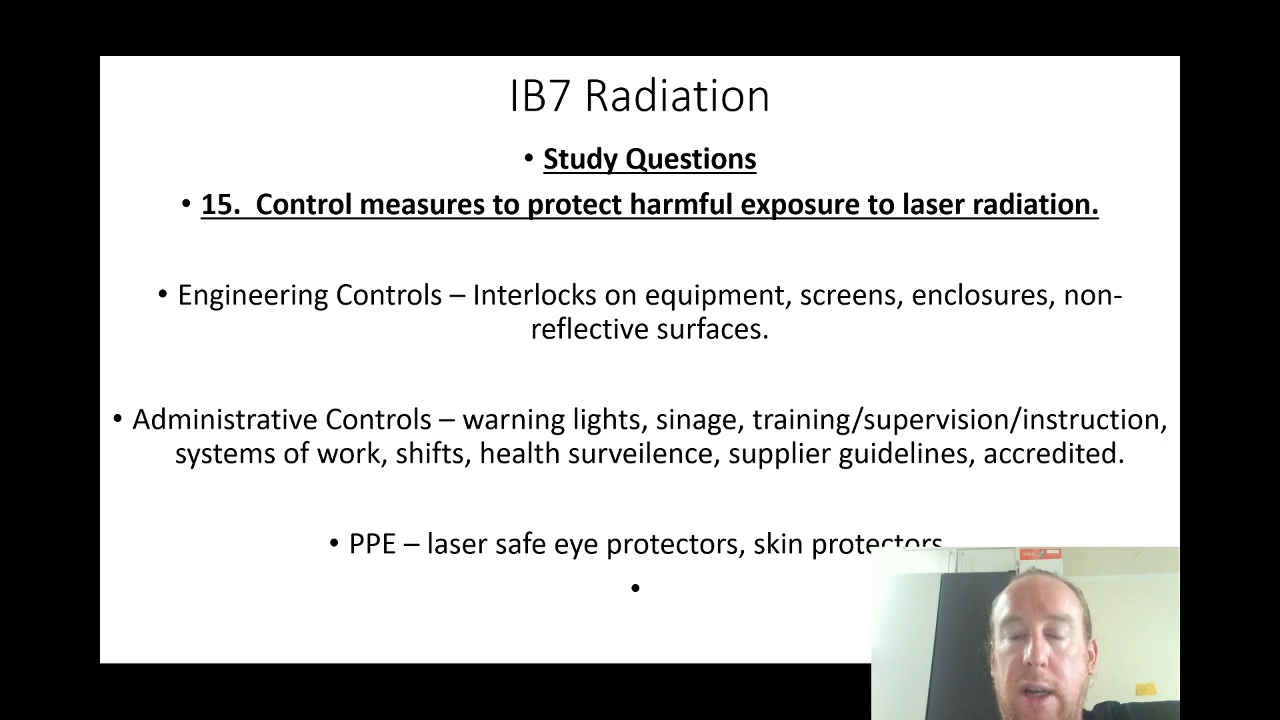 IB7 Radiation
• Study Questions
• 15. Control measures to protect harmful exposure to laser radiation.
• Engineering Controls – Interlocks on equipment, screens, enclosures, non-
reflective surfaces.
• Administrative Controls – warning lights, sinage, training/supervision/instruction,
systems of work, shifts, health surveilence, supplier guidelines, accredited.
• PPE – laser safe eye protectors, skin protectors
•